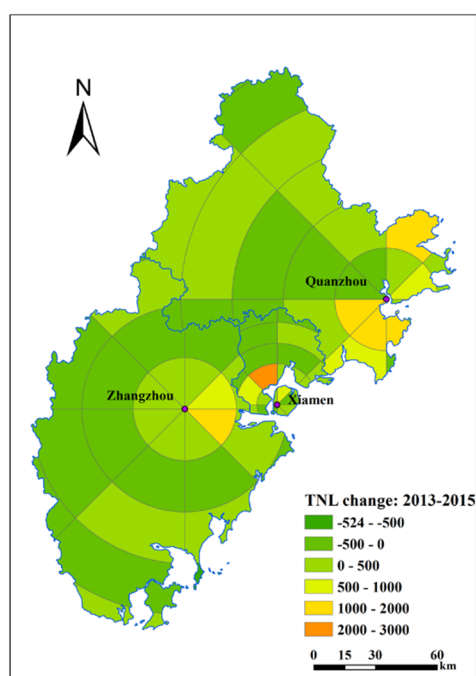 N
Quanzhou
Zhangzhou
Xiamen
TNL change: 2013-2015
-524 - -500
-500 - 0
0 - 500
500 - 1000
1000 - 2000
2000 - 3000
0 15 30 60
km